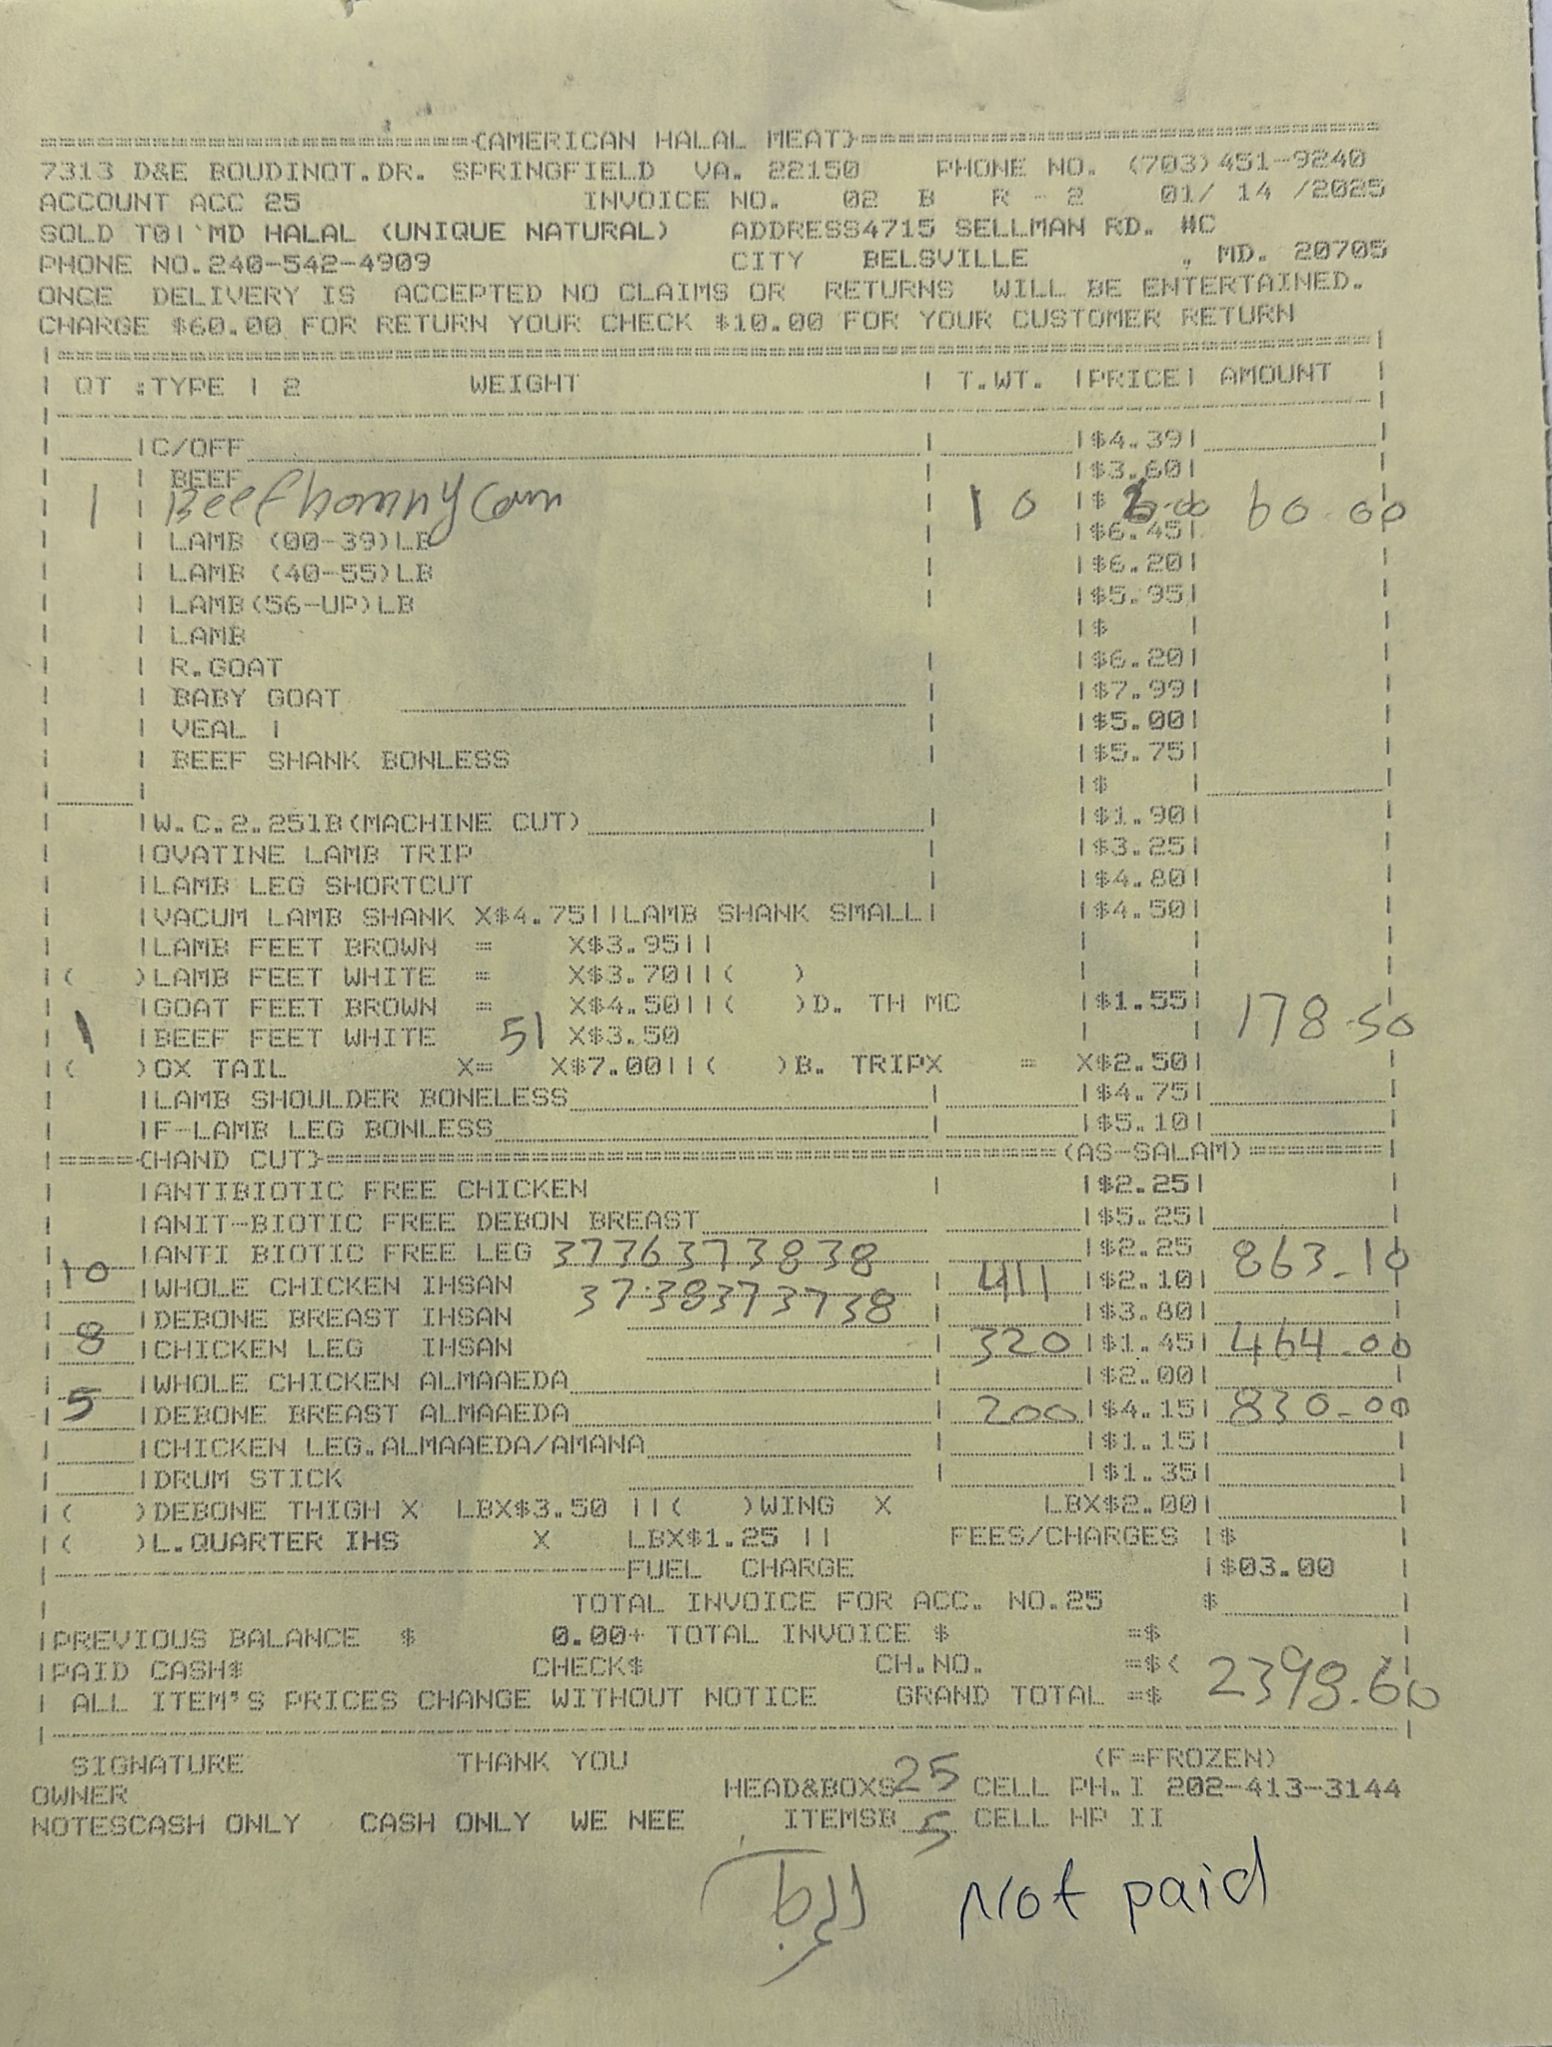 ========================{AMERICAN HALAL MEAT}============================
7313 D&E BOUDINOT.DR. SPRINGFIELD VA. 22150 PHONE NO. (703)451-9240
ACCOUNT ACC 25 INVOICE NO. 02 B R - 2 01/ 14 /2025
SOLD TO|`MD HALAL (UNIQUE NATURAL) ADDRESS4715 SELLMAN RD. #C
PHONE NO.240-542-4909 CITY BELSVILLE , MD. 20705
ONCE DELIVERY IS ACCEPTED NO CLAIMS OR RETURNS WILL BE ENTERTAINED.
CHARGE $60.00 FOR RETURN YOUR CHECK $10.00 FOR YOUR CUSTOMER RETURN
QT :TYPE | 2 WEIGHT | T.WT. |PRICE| AMOUNT
|C/OFF |$4.39|
| BEEF |$3.60|
1 | Beef honnycom 10 |$ 6.00 60.00
| LAMB (00-39)LB |$6.45|
| LAMB (40-55)LB |$6.20|
| LAMB(56-UP)LB |$5.95|
| LAMB |$ |
| R.GOAT |$6.20|
| BABY GOAT |$7.99|
| VEAL | |$5.00|
| BEEF SHANK BONLESS |$5.75|
|$ |
|W.C.2.25lB(MACHINE CUT) |$1.90|
|OVATINE LAMB TRIP |$3.25|
|LAMB LEG SHORTCUT |$4.80|
|VACUM LAMB SHANK X$4.75||LAMB SHANK SMALL| |$4.50|
|LAMB FEET BROWN = X$3.95||
|( )LAMB FEET WHITE = X$3.70||( )
|GOAT FEET BROWN = X$4.50||( )D. TH MC |$1.55|
1 |BEEF FEET WHITE 51 X$3.50 178.50
|( )OX TAIL X= X$7.00||( )B. TRIPX = X$2.50|
|LAMB SHOULDER BONELESS |$4.75|
|F-LAMB LEG BONLESS |$5.10|
|====={HAND CUT}======================================(AS-SALAM)=======|
|ANTIBIOTIC FREE CHICKEN |$2.25|
|ANIT-BIOTIC FREE DEBON BREAST |$5.25|
|ANTI BIOTIC FREE LEG 3736373838 |$2.25
10 |WHOLE CHICKEN IHSAN 3738373738 411 |$2.10| 863.10
|DEBONE BREAST IHSAN |$3.80|
8 |CHICKEN LEG IHSAN 320 |$1.45| 464.00
|WHOLE CHICKEN ALMAAEDA |$2.00|
5 |DEBONE BREAST ALMAAEDA 200 |$4.15| 830.00
|CHICKEN LEG.ALMAAEDA/AMANA |$1.15|
|DRUM STICK |$1.35|
|( )DEBONE THIGH X LBX$3.50 ||( )WING X LBX$2.00|
|( )L.QUARTER IHS X LBX$1.25 || FEES/CHARGES |$
FUEL CHARGE |$03.00
TOTAL INVOICE FOR ACC. NO.25 $
|PREVIOUS BALANCE $ 0.00+ TOTAL INVOICE $ =$
|PAID CASH$ CHECK$ CH.NO. =$<
| ALL ITEM'S PRICES CHANGE WITHOUT NOTICE GRAND TOTAL =$ 2398.60
SIGNATURE THANK YOU (F=FROZEN)
OWNER HEAD&BOXS 25 CELL PH.I 202-413-3144
NOTESCASH ONLY CASH ONLY WE NEE ITEMSB 5 CELL HP II
Not paid